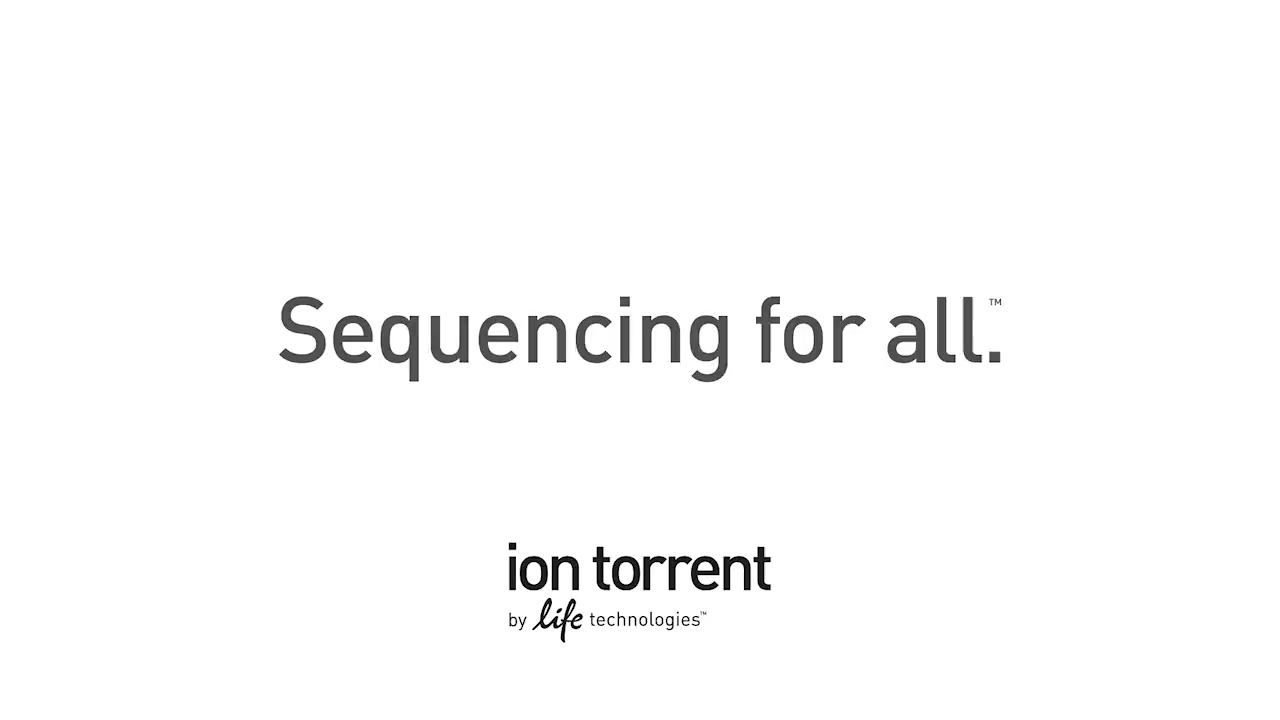 Sequencing for all.™
ion torrent
by life technologies™